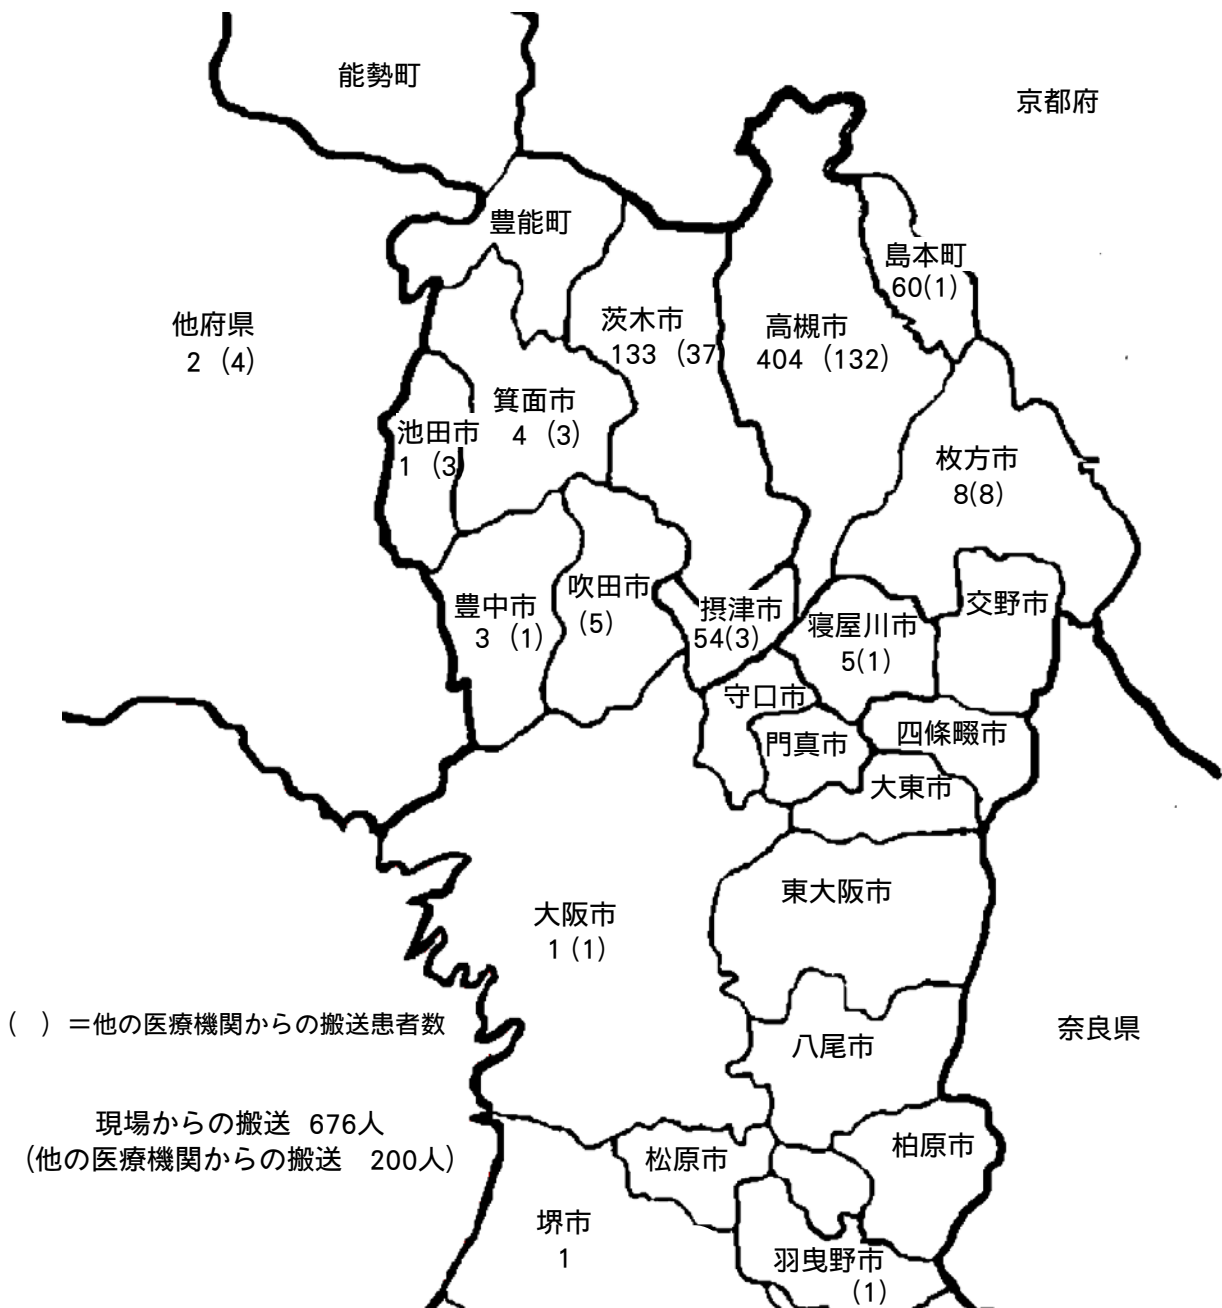 能勢町
京都府
豊能町
島本町
60(1)
他府県
2 (4)
茨木市
133 (37
高槻市
404 (132)
箕面市
4 (3)
池田市
1 (3
枚方市
8(8)
豊中市
3 (1)
吹田市
(5)
摂津市
54(3)
寝屋川市
5(1)
交野市
守口市
門真市
四條畷市
大東市
東大阪市
大阪市
1(1)
( )=他の医療機関からの搬送患者数
八尾市
奈良県
現場からの搬送 676人
(他の医療機関からの搬送 200人)
松原市
柏原市
堺市
1
羽曳野市
(1)